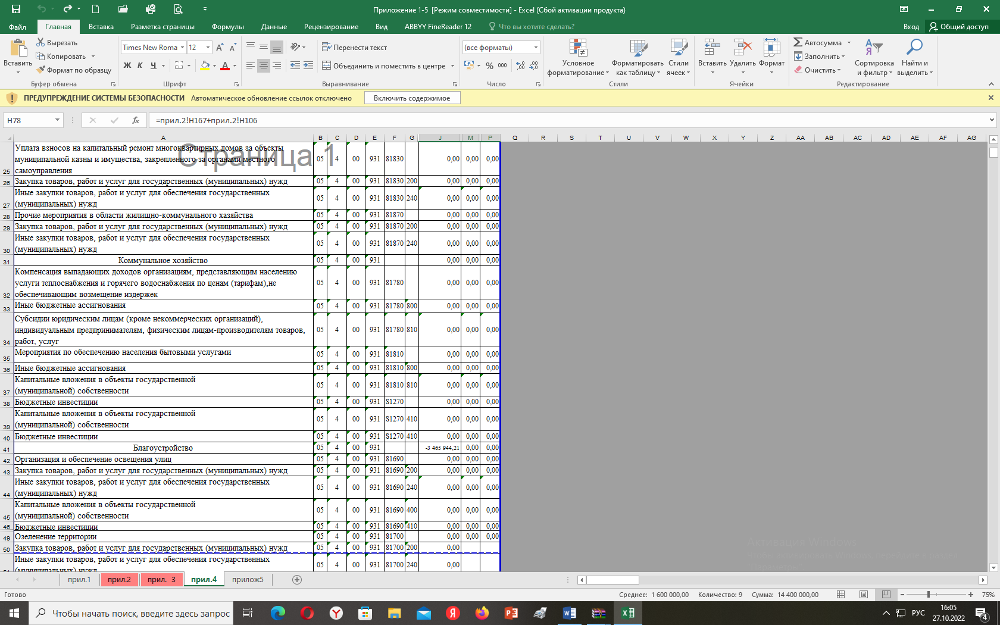 Приложение 1-5 [Режим совместимости] - Excel (Сбой активации продукта)
Файл Главная Вставка Разметка страницы Формулы Данные Рецензирование Вид ABBYY FineReader 12 Что вы хотите сделать? Вход Общий доступ
Вставить
Вырезать
Копировать
Формат по образцу
Буфер обмена
Times New Roma 12
Ж К Ч
Шрифт
Перенести текст
Объединить и поместить в центре
Выравнивание
(все форматы)
% 000
Число
Условное форматирование
Форматировать как таблицу
Стили ячеек
Стили
Вставить Удалить Формат
Ячейки
Автосумма
Заполнить
Очистить
Сортировка и фильтр
Найти и выделить
Редактирование
ПРЕДУПРЕЖДЕНИЕ СИСТЕМЫ БЕЗОПАСНОСТИ Автоматическое обновление ссылок отключено Включить содержимое
H78 fx =прил.2!H167+прил.2!H106
A B C D E F G J M P Q R S T U V W X Y Z AA AB AC AD AE AF AG
Страница 1
Уплата взносов на капитальный ремонт многоквартирных домов за объекты
муниципальной казны и имущества, закрепленного за органами местного
самоуправления
25 05 4 00 931 81830 0,00 0,00 0,00
26 Закупка товаров, работ и услуг для государственных (муниципальных) нужд 05 4 00 931 81830 200 0,00 0,00 0,00
Иные закупки товаров, работ и услуг для обеспечения государственных
(муниципальных) нужд
27 05 4 00 931 81830 240 0,00 0,00 0,00
28 Прочие мероприятия в области жилищно-коммунального хазяйства 05 4 00 931 81870 0,00 0,00 0,00
29 Закупка товаров, работ и услуг для государственных (муниципальных) нужд 05 4 00 931 81870 200 0,00 0,00 0,00
Иные закупки товаров, работ и услуг для обеспечения государственных
(муниципальных) нужд
30 05 4 00 931 81870 240 0,00 0,00 0,00
31 Коммунальное хозяйство 05 4 00 931 0,00 0,00 0,00
Компенсация выпадающих доходов организациям, представляющим населению
услуги теплоснабжения и горячего водоснабжения по ценам (тарифам),не
обеспечивающим возмещение издержек
32 05 4 00 931 81780 0,00 0,00 0,00
33 Иные бюджетные ассигнования 05 4 00 931 81780 800 0,00 0,00 0,00
Субсидии юридическим лицам (кроме некоммерческих организаций),
индивидуальным предпринимателям, физическим лицам-производителям товаров,
работ, услуг
34 05 4 00 931 81780 810 0,00 0,00 0,00
35 Мероприятия по обеспечению населения бытовыми услугами 05 4 00 931 81810 0,00 0,00 0,00
36 Иные бюджетные ассигнования 05 4 00 931 81810 800 0,00 0,00 0,00
Капитальные вложения в объекты государственной
(муниципальной) собственности
37 05 4 00 931 81810 810 0,00 0,00 0,00
38 Бюджетные инвестиции 05 4 00 931 S1270 0,00 0,00 0,00
Капитальные вложения в объекты государственной
(муниципальной) собственности
39 05 4 00 931 S1270 410 0,00 0,00 0,00
40 Бюджетные инвестиции 05 4 00 931 S1270 410 0,00 0,00 0,00
41 Благоустройство 05 4 00 931 -3 465 944,21 0,00 0,00
42 Организация и обеспечение освещения улиц 05 4 00 931 81690 0,00 0,00 0,00
43 Закупка товаров, работ и услуг для государственных (муниципальных) нужд 05 4 00 931 81690 200 0,00 0,00 0,00
Иные закупки товаров, работ и услуг для обеспечения государственных
(муниципальных) нужд
44 05 4 00 931 81690 240 0,00 0,00 0,00
Капитальные вложения в объекты государственной
(муниципальной) собственности
45 05 4 00 931 81690 400 0,00 0,00 0,00
46 Бюджетные инвестиции 05 4 00 931 81690 410 0,00 0,00 0,00
49 Озеленение территории 05 4 00 931 81700 0,00 0,00 0,00
50 Закупка товаров, работ и услуг для государственных (муниципальных) нужд 05 4 00 931 81700 200 0,00
Иные закупки товаров, работ и услуг для обеспечения государственных
(муниципальных) нужд
05 4 00 931 81700 240 0,00
Активация Windows
прил.1 прил.2 прил. 3 прил.4 прилож5
Готово Среднее: 1 600 000,00 Количество: 9 Сумма: 14 400 000,00 75%
Чтобы начать поиск, введите здесь запрос
РУС
16:05
27.10.2022
4